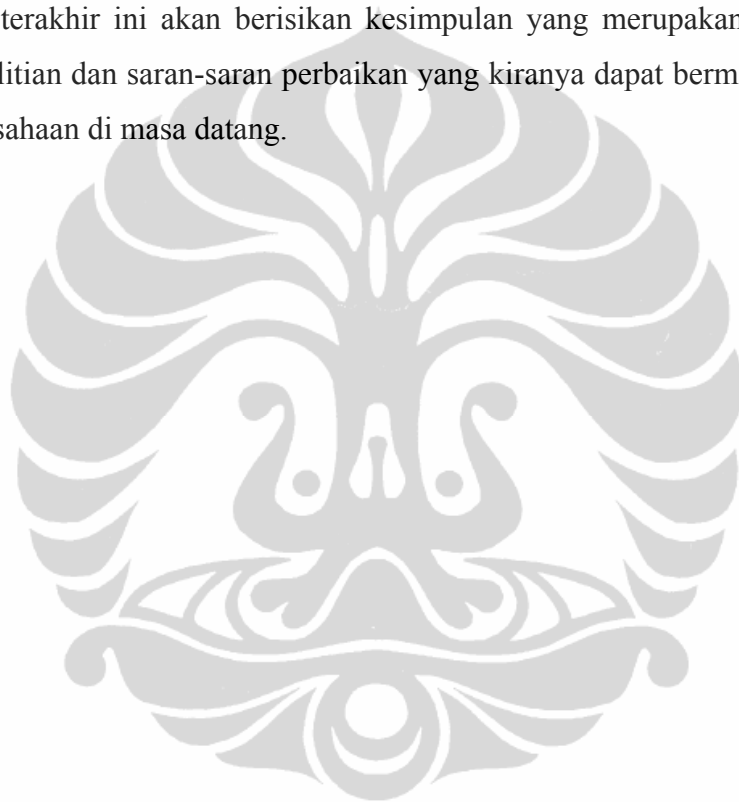 terakhir ini akan berisikan kesimpulan yang merupakan
litian dan saran-saran perbaikan yang kiranya dapat berm
sahaan di masa datang.